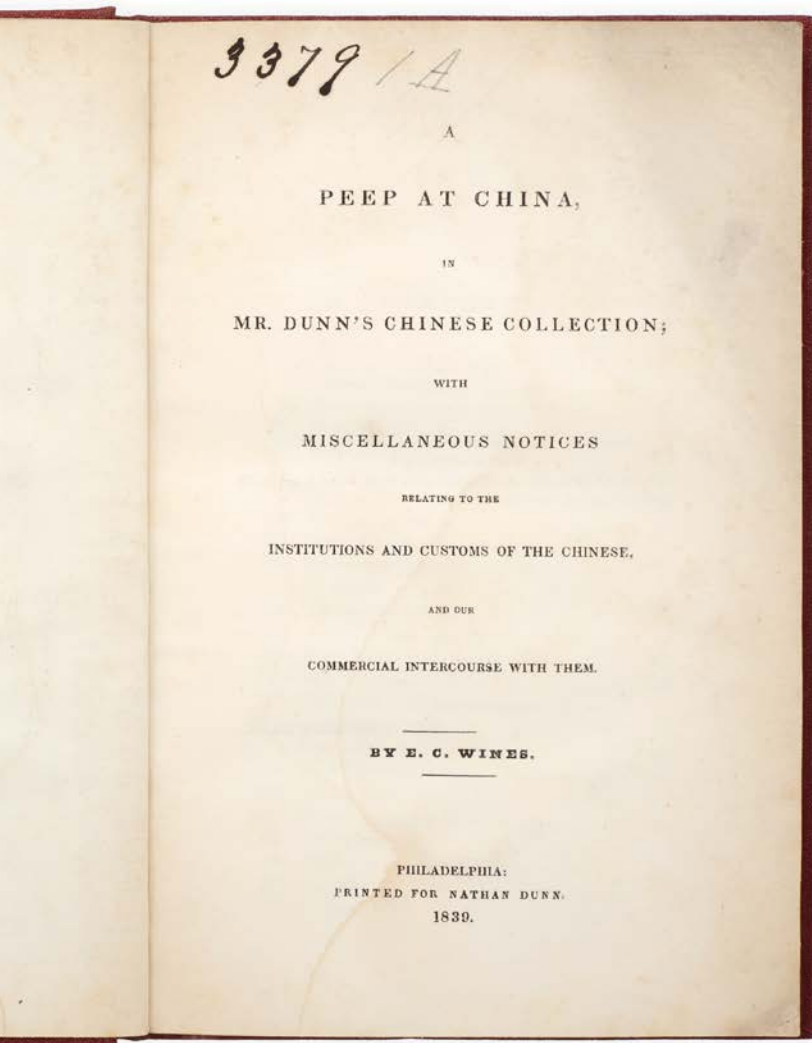 3379 / A
A
PEEP AT CHINA,
IN
MR. DUNN'S CHINESE COLLECTION;
WITH
MISCELLANEOUS NOTICES
RELATING TO THE
INSTITUTIONS AND CUSTOMS OF THE CHINESE,
AND OUR
COMMERCIAL INTERCOURSE WITH THEM.
BY E. C. WINES.
PHILADELPHIA:
PRINTED FOR NATHAN DUNN.
1839.